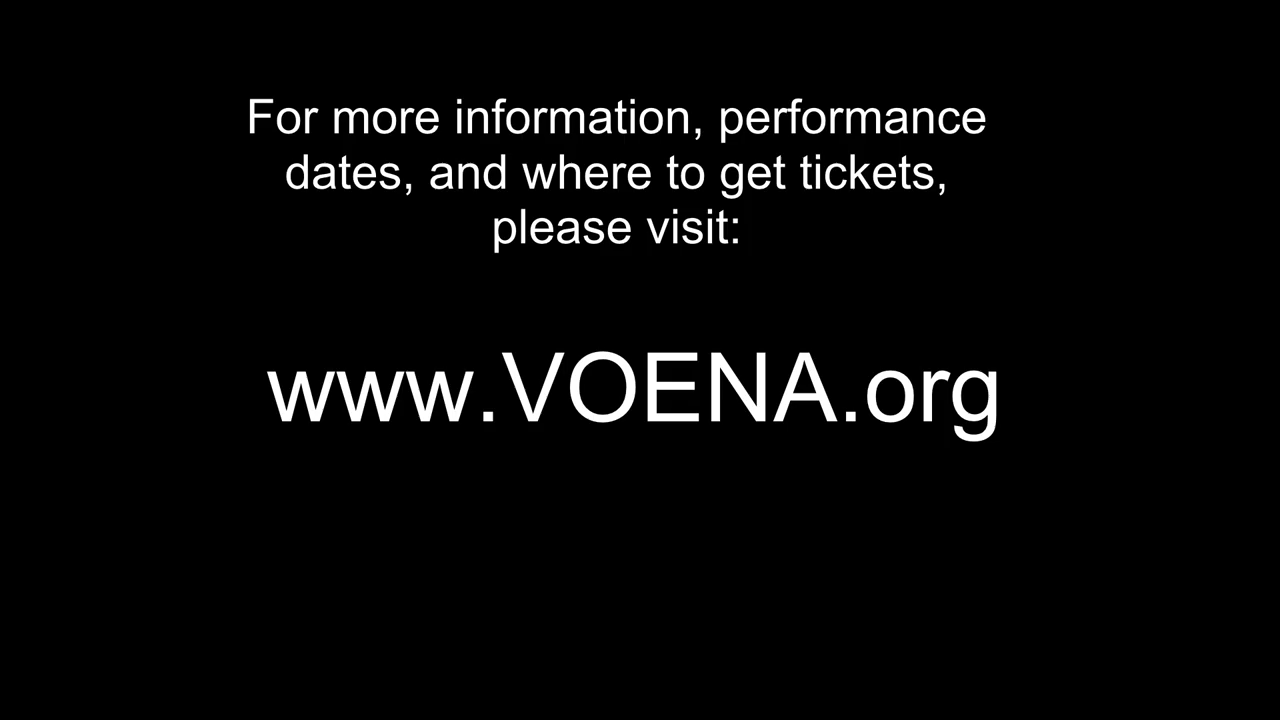 For more information, performance
dates, and where to get tickets,
please visit:
www.VOENA.org